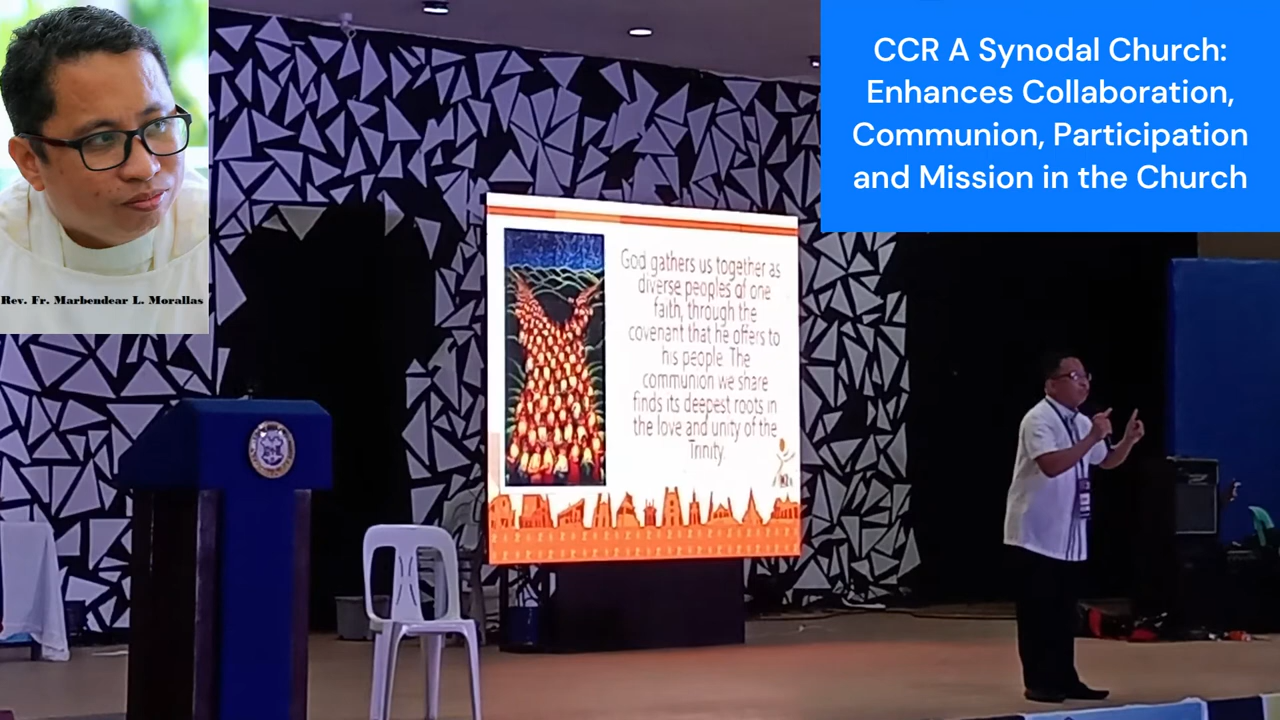 Rev. Fr. Marbendear L. Morallas
CCR A Synodal Church:
Enhances Collaboration,
Communion, Participation
and Mission in the Church
God gathers us together as
diverse peoples of one
faith, through the
covenant that he offers to
his people. The
communion we share
finds its deepest roots in
the love and unity of the
Trinity.